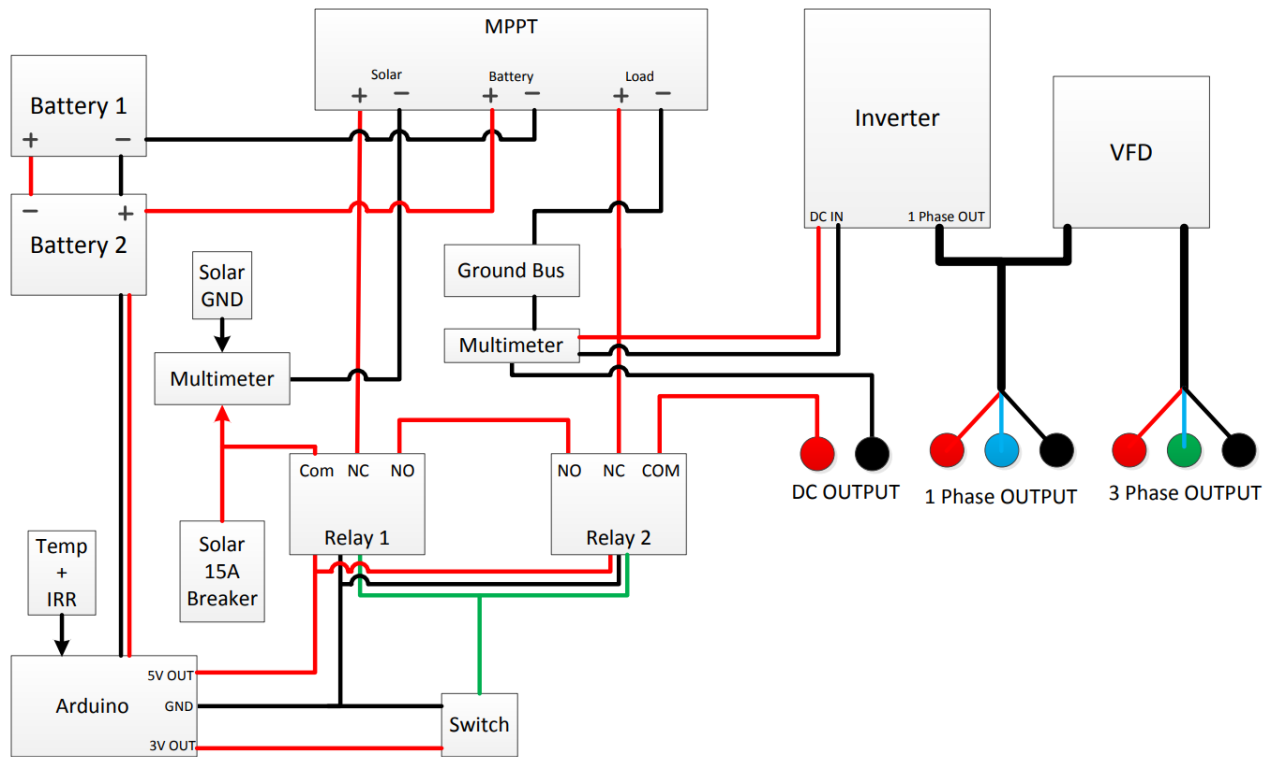 MPPT
Solar
Battery
Load
+
−
+
−
+
−
Battery 1
+
−
−
+
Battery 2
Inverter
DC IN
1 Phase OUT
VFD
Solar
GND
Ground Bus
Multimeter
Multimeter
Com
NC
NO
Relay 1
NO
NC
COM
Relay 2
DC OUTPUT
1 Phase OUTPUT
3 Phase OUTPUT
Temp
+
IRR
Solar
15A
Breaker
Arduino
5V OUT
GND
3V OUT
Switch